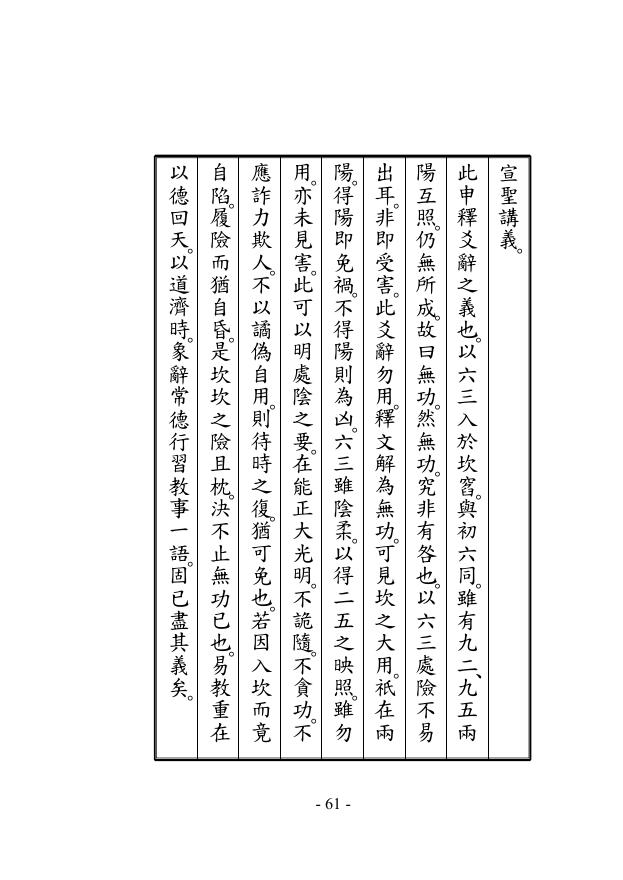 宣聖講義。
此申釋爻辭之義也。以六三入於坎窞。與初六同。雖有九二、九五兩
陽互照。仍無所成。故曰無功。然無功。究非有咎也。以六三處險不易
出耳。非即受害。此爻辭勿用。釋文解為無功。可見坎之大用。祇在兩
陽。得陽即免禍。不得陽則為凶。六三雖陰柔。以得二五之映照。雖勿
用。亦未見害。此可以明處陰之要。在能正大光明。不詭隨。不貪功。不
應詐力欺人。不以譎偽自用。則待時之復。猶可免也。若因入坎而竟
自陷。履險而猶自昏。是坎坎之險且枕。決不止無功已也。易教重在
以德回天。以道濟時。象辭常德行習教事一語。固已盡其義矣。
- 61 -